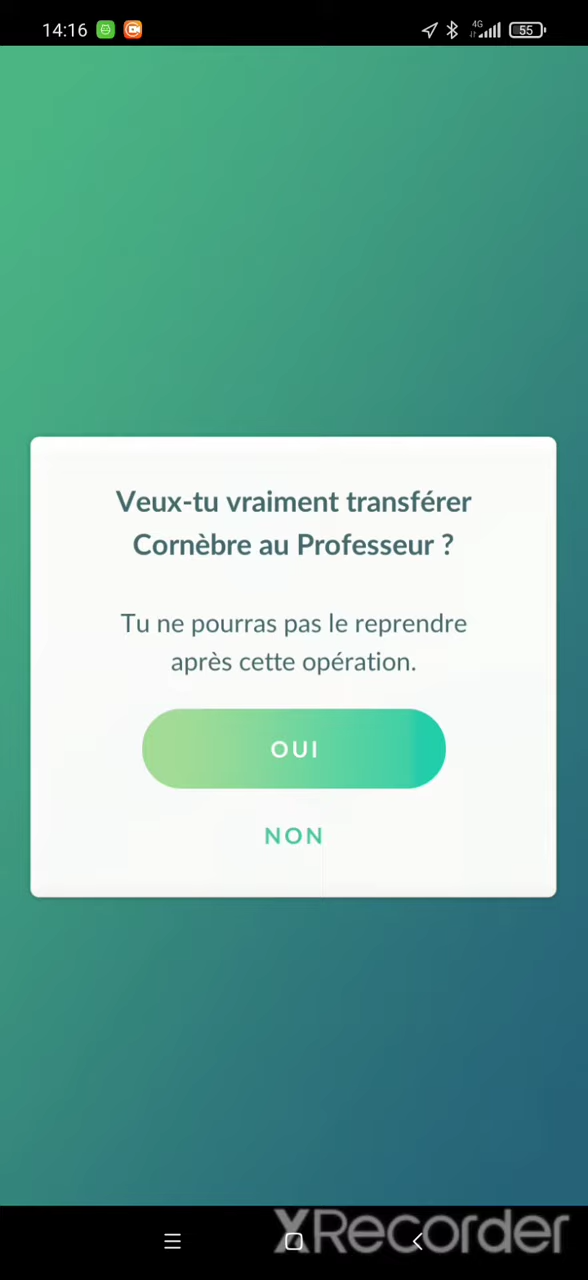 14:16 4G 55
Veux-tu vraiment transférer
Cornèbre au Professeur ?
Tu ne pourras pas le reprendre
après cette opération.
OUI
NON
XRecorder